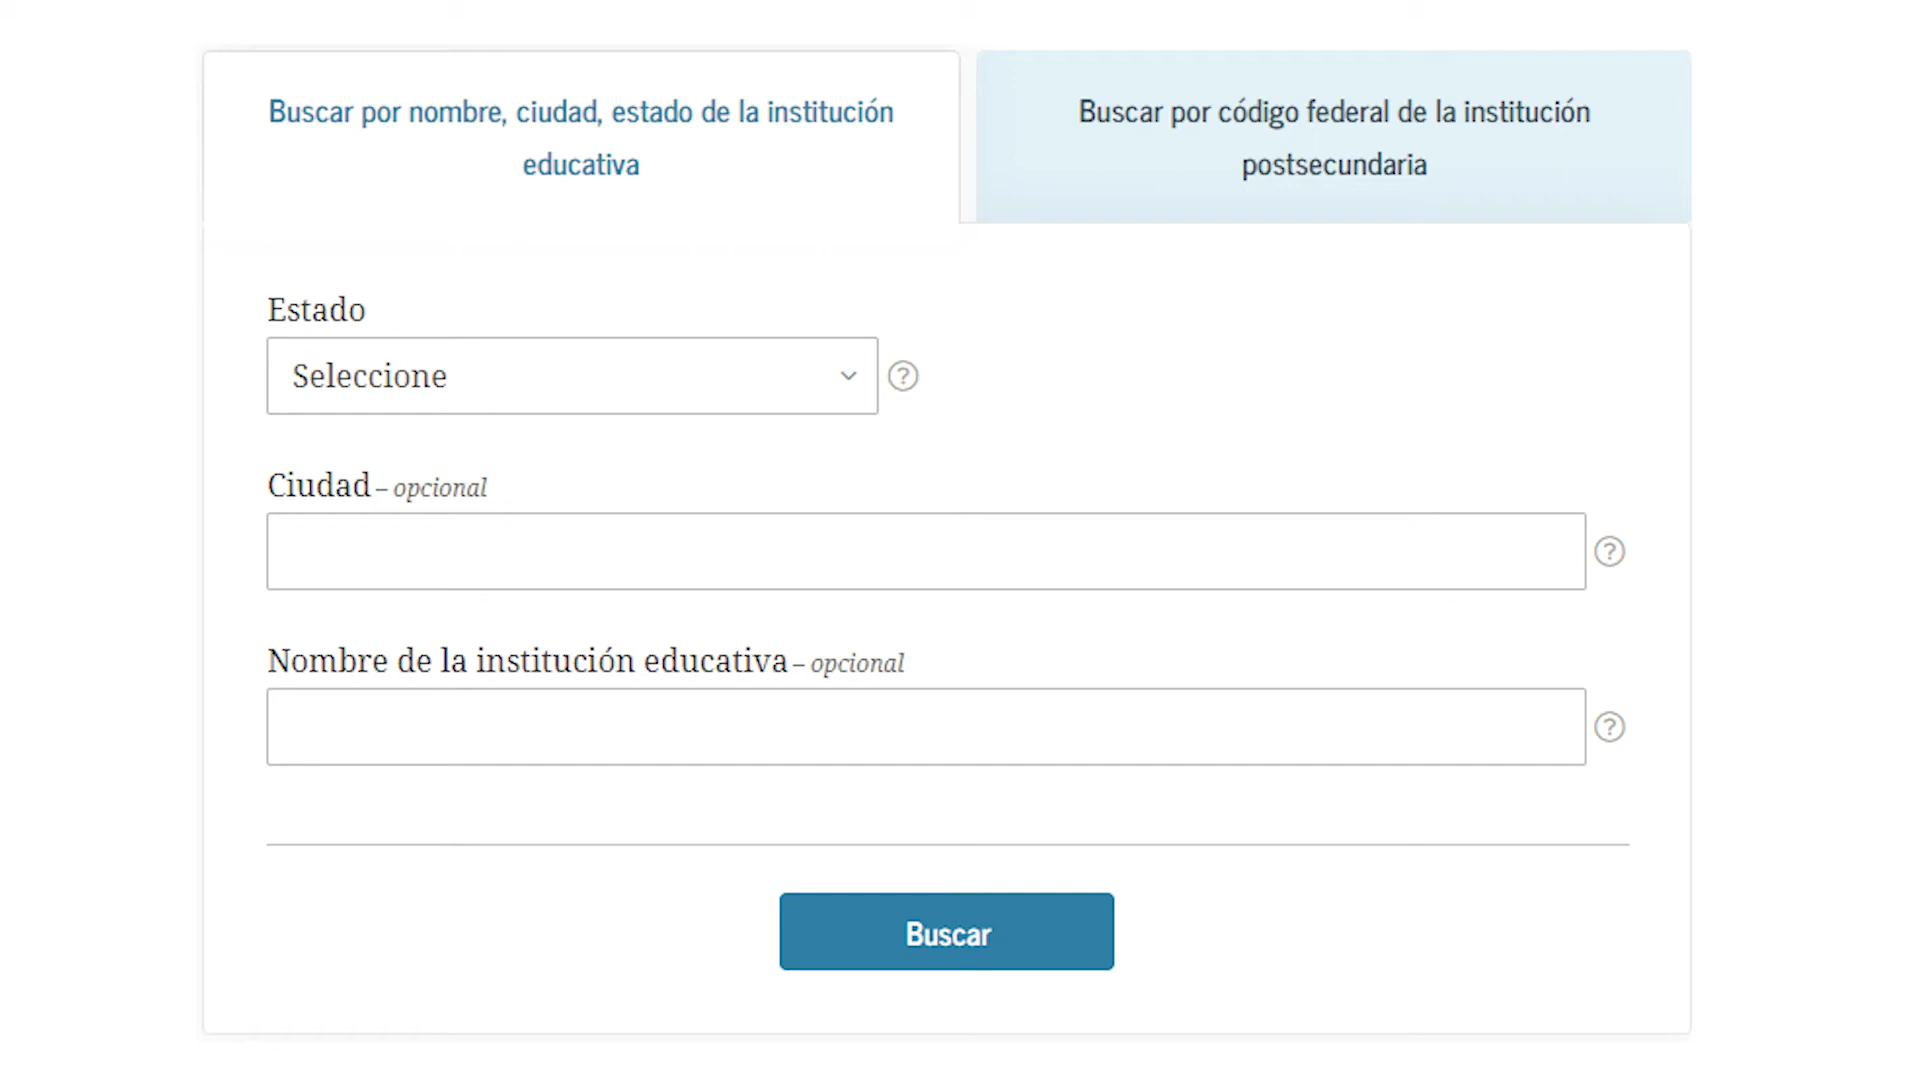 Buscar por nombre, ciudad, estado de la institución
educativa
Buscar por código federal de la institución
postsecundaria
Estado
Seleccione
Ciudad – opcional
Nombre de la institución educativa – opcional
Buscar